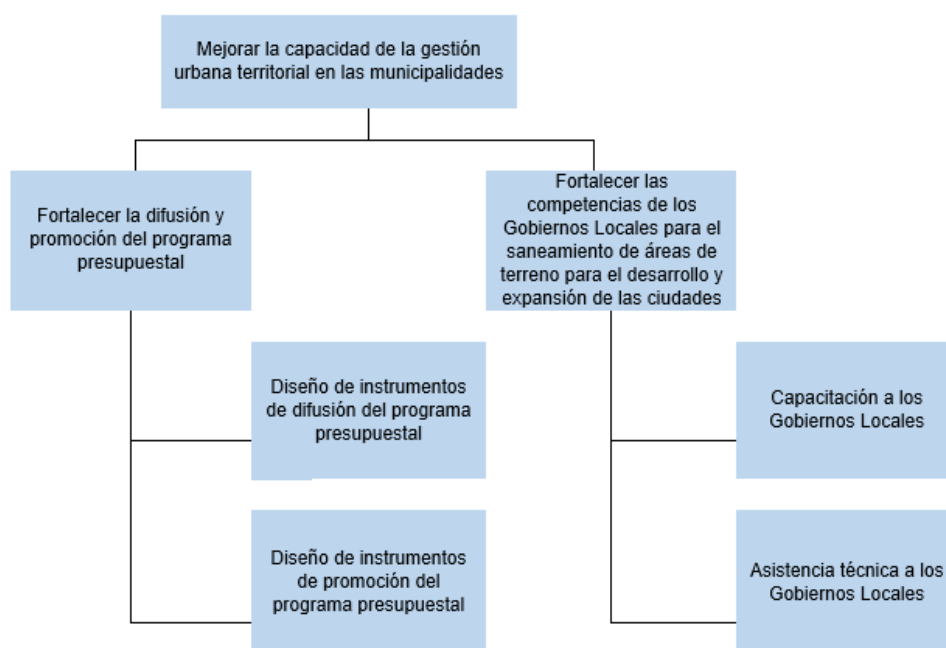 Mejorar la capacidad de la gestión
urbana territorial en las municipalidades
Fortalecer la difusión y
promoción del programa
presupuestal
Fortalecer las
competencias de los
Gobiernos Locales para el
saneamiento de áreas de
terreno para el desarrollo y
expansión de las ciudades
Diseño de instrumentos
de difusión del programa
presupuestal
Capacitación a los
Gobiernos Locales
Diseño de instrumentos
de promoción del
programa presupuestal
Asistencia técnica a los
Gobiernos Locales